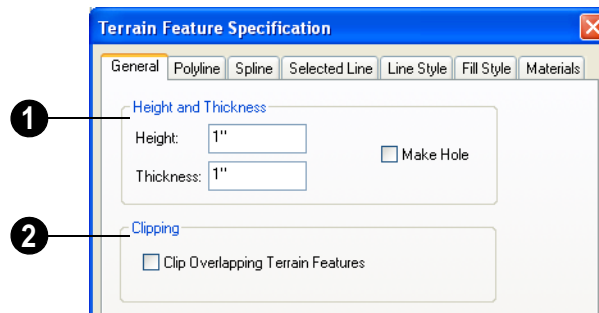 Terrain Feature Specification
General Polyline Spline Selected Line Line Style Fill Style Materials
1
Height and Thickness
Height: 1"
Make Hole
Thickness: 1"
2
Clipping
Clip Overlapping Terrain Features